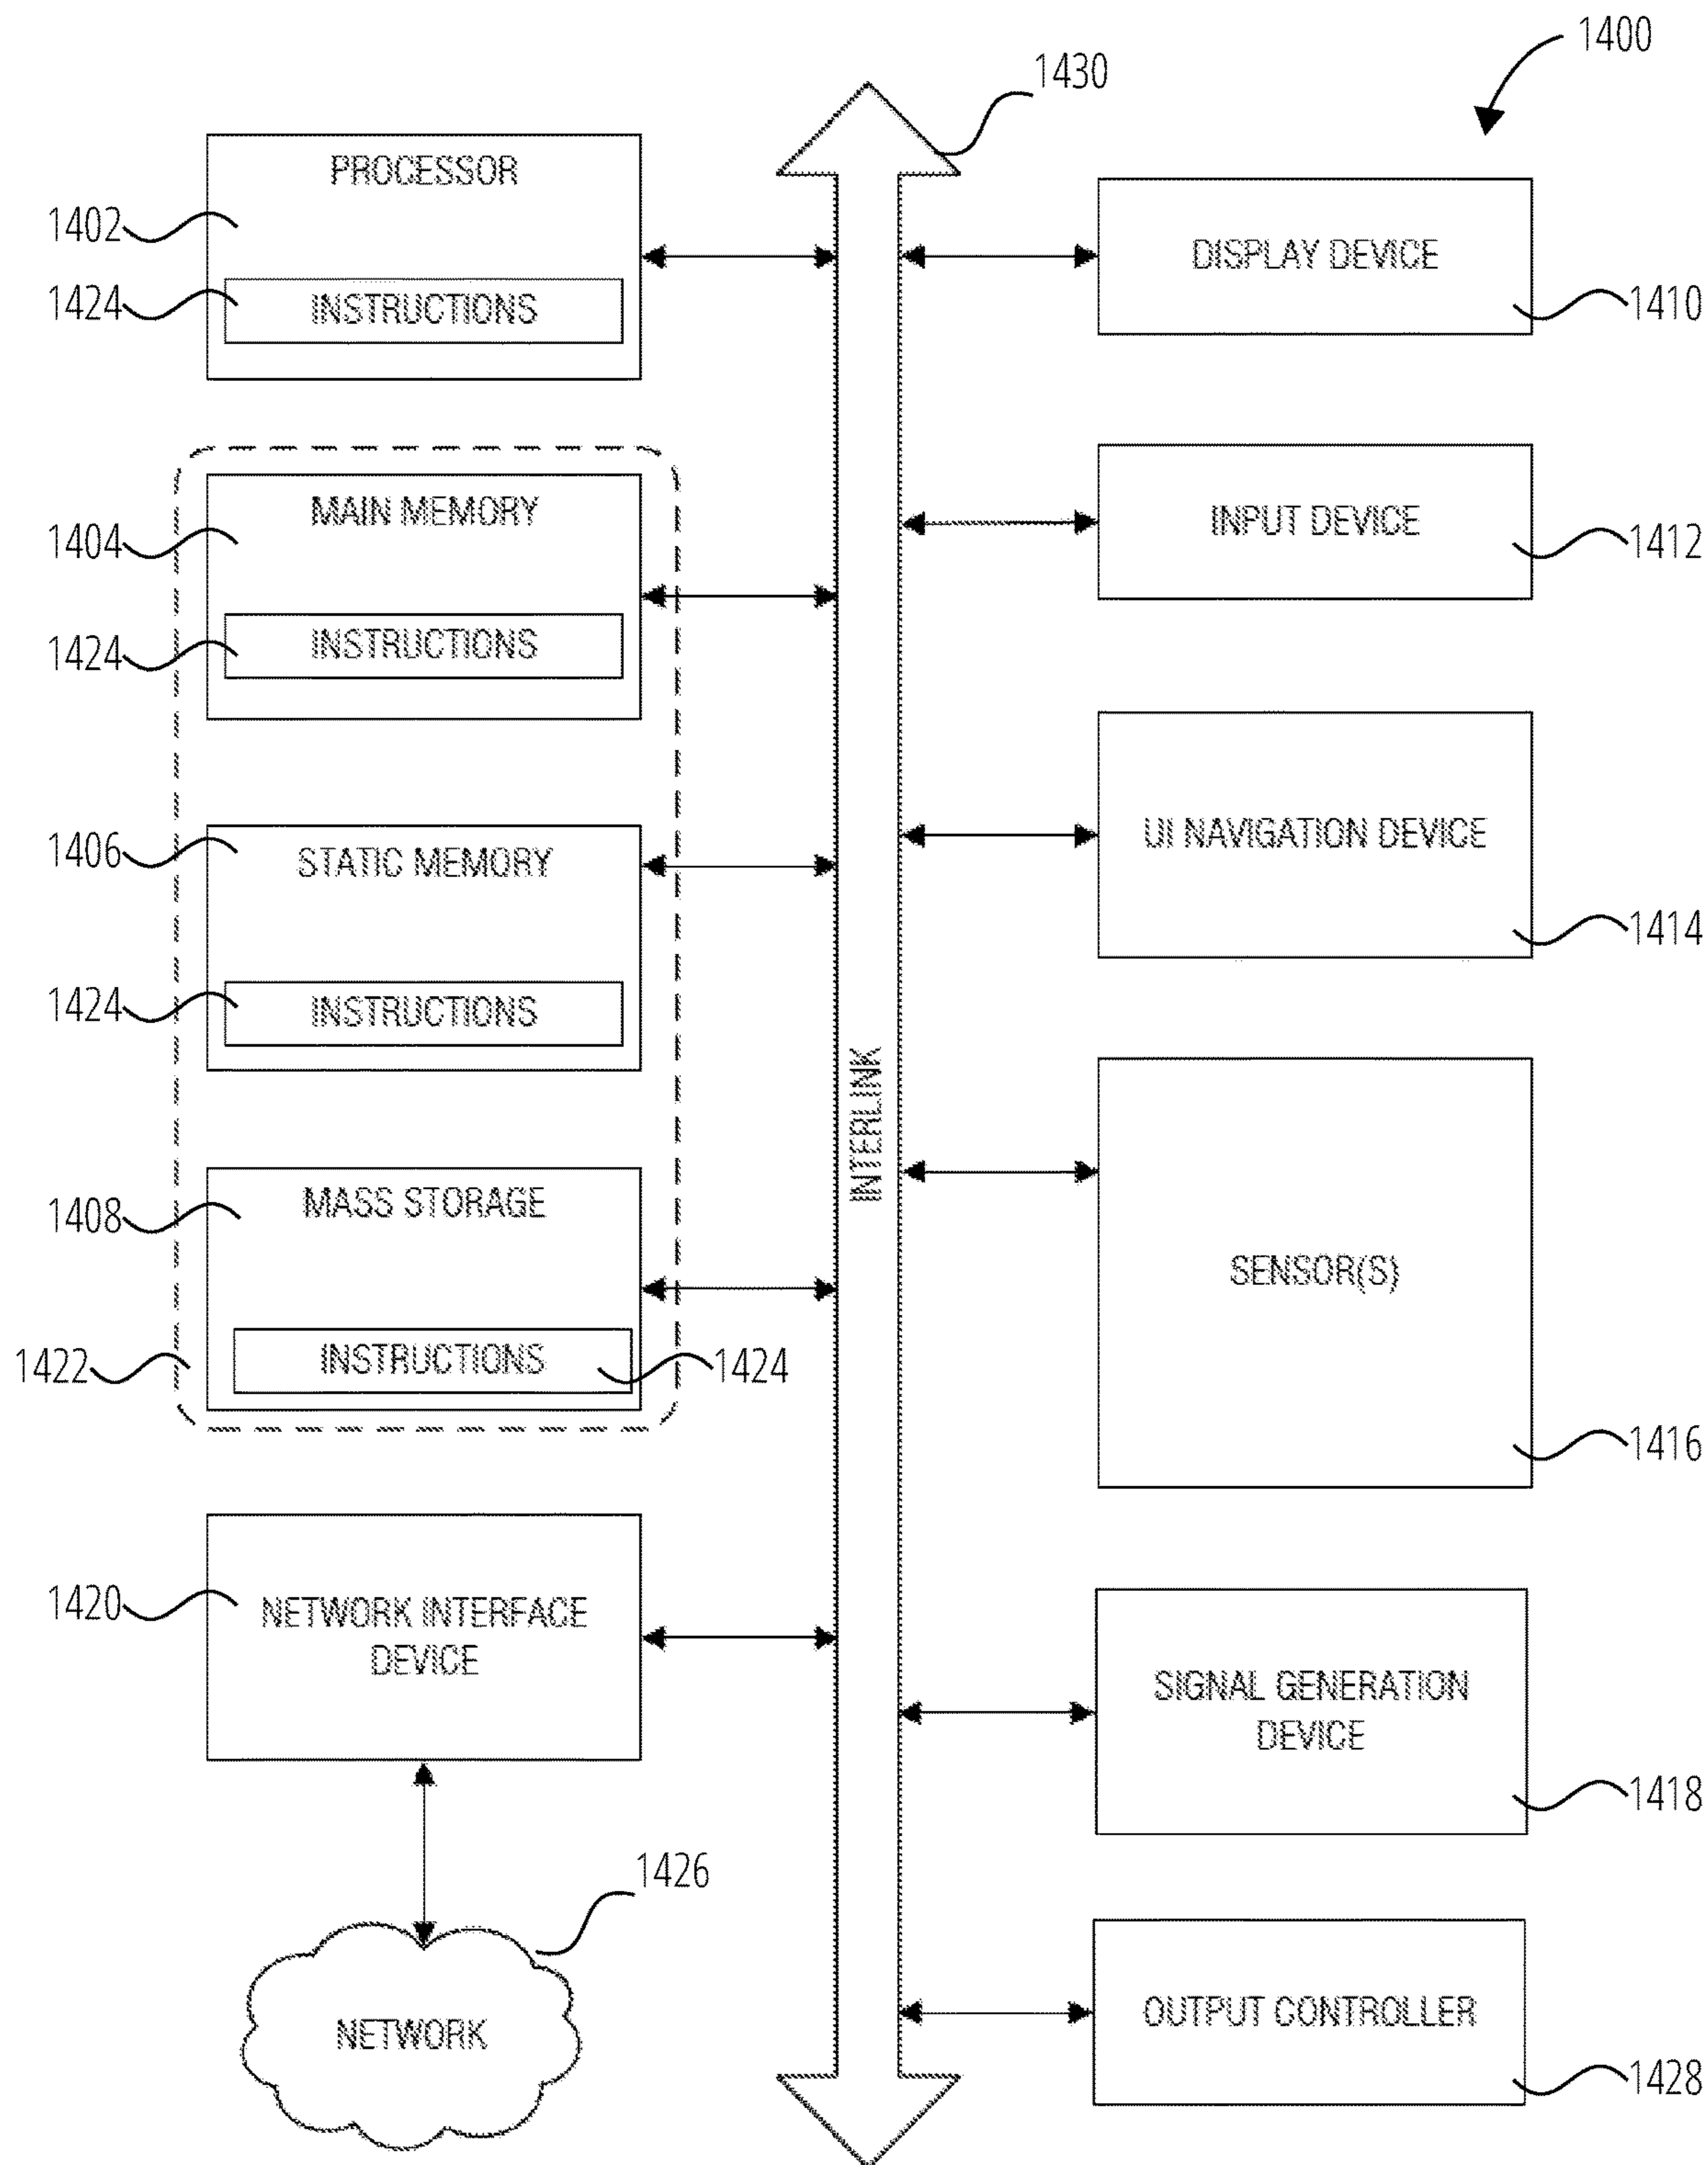 1400
1430
PROCESSOR
1402
1424
INSTRUCTIONS
DISPLAY DEVICE
1410
MAIN MEMORY
1404
INSTRUCTIONS
1424
INPUT DEVICE
1412
1406
STATIC MEMORY
1424
INSTRUCTIONS
UI NAVIGATION DEVICE
1414
INTERLINK
MASS STORAGE
1408
1422
INSTRUCTIONS
1424
SENSOR(S)
1416
1420
NETWORK INTERFACE
DEVICE
SIGNAL GENERATION
DEVICE
1418
1426
NETWORK
OUTPUT CONTROLLER
1428